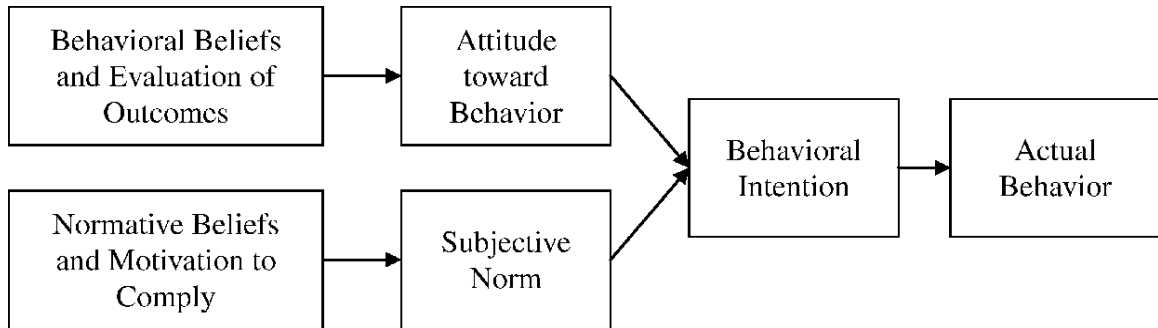 Behavioral Beliefs
and Evaluation of
Outcomes
Attitude
toward
Behavior
Normative Beliefs
and Motivation to
Comply
Subjective
Norm
Behavioral
Intention
Actual
Behavior